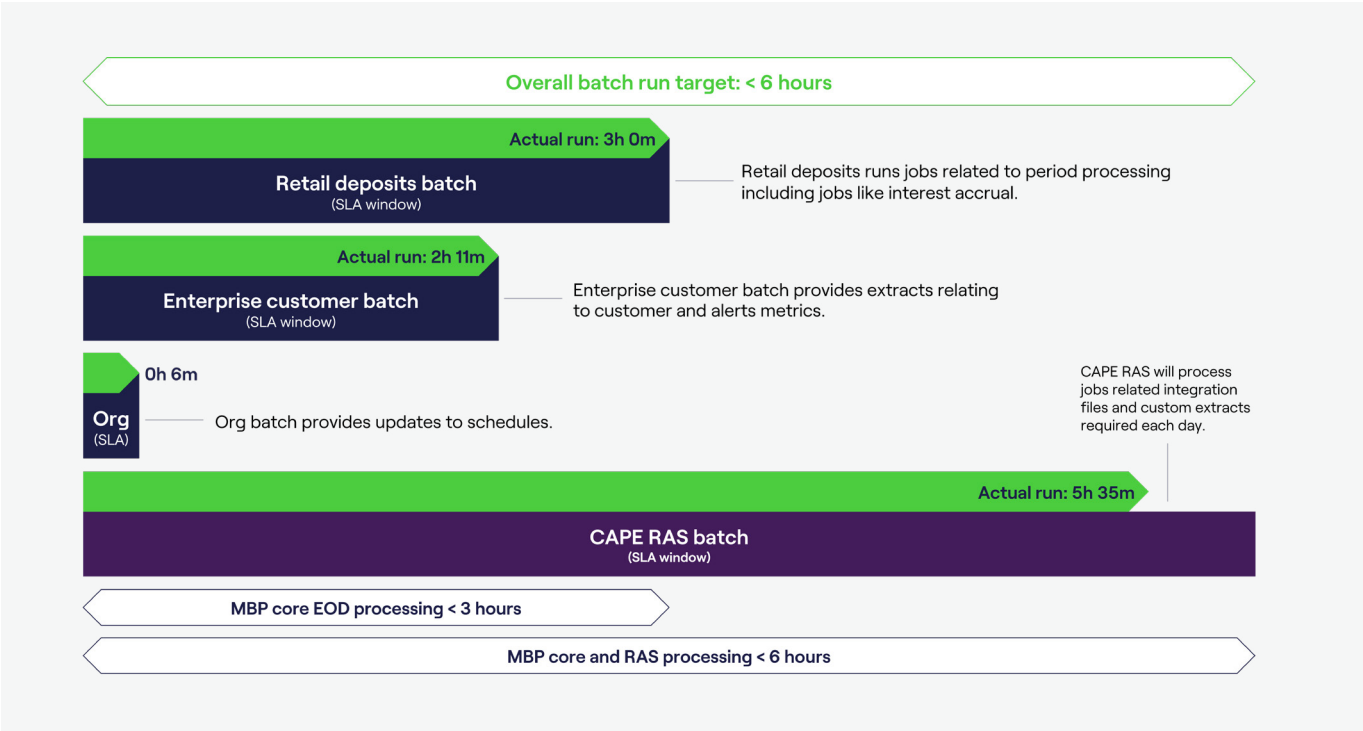 Overall batch run target: < 6 hours
Actual run: 3h 0m
Retail deposits batch
(SLA window)
Retail deposits runs jobs related to period processing
including jobs like interest accrual.
Actual run: 2h 11m
Enterprise customer batch
(SLA window)
Enterprise customer batch provides extracts relating
to customer and alerts metrics.
0h 6m
Org
(SLA)
Org batch provides updates to schedules.
CAPE RAS will process
jobs related integration
files and custom extracts
required each day.
Actual run: 5h 35m
CAPE RAS batch
(SLA window)
MBP core EOD processing < 3 hours
MBP core and RAS processing < 6 hours